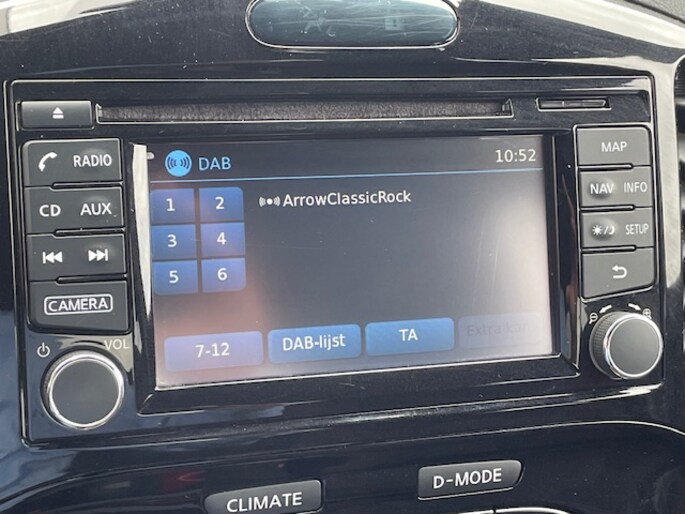 RADIO
CD AUX
CAMERA
VOL
DAB
10:52
1 2
3 4
5 6
ArrowClassicRock
7-12
DAB-lijst
TA
MAP
NAV INFO
SETUP
CLIMATE
D-MODE